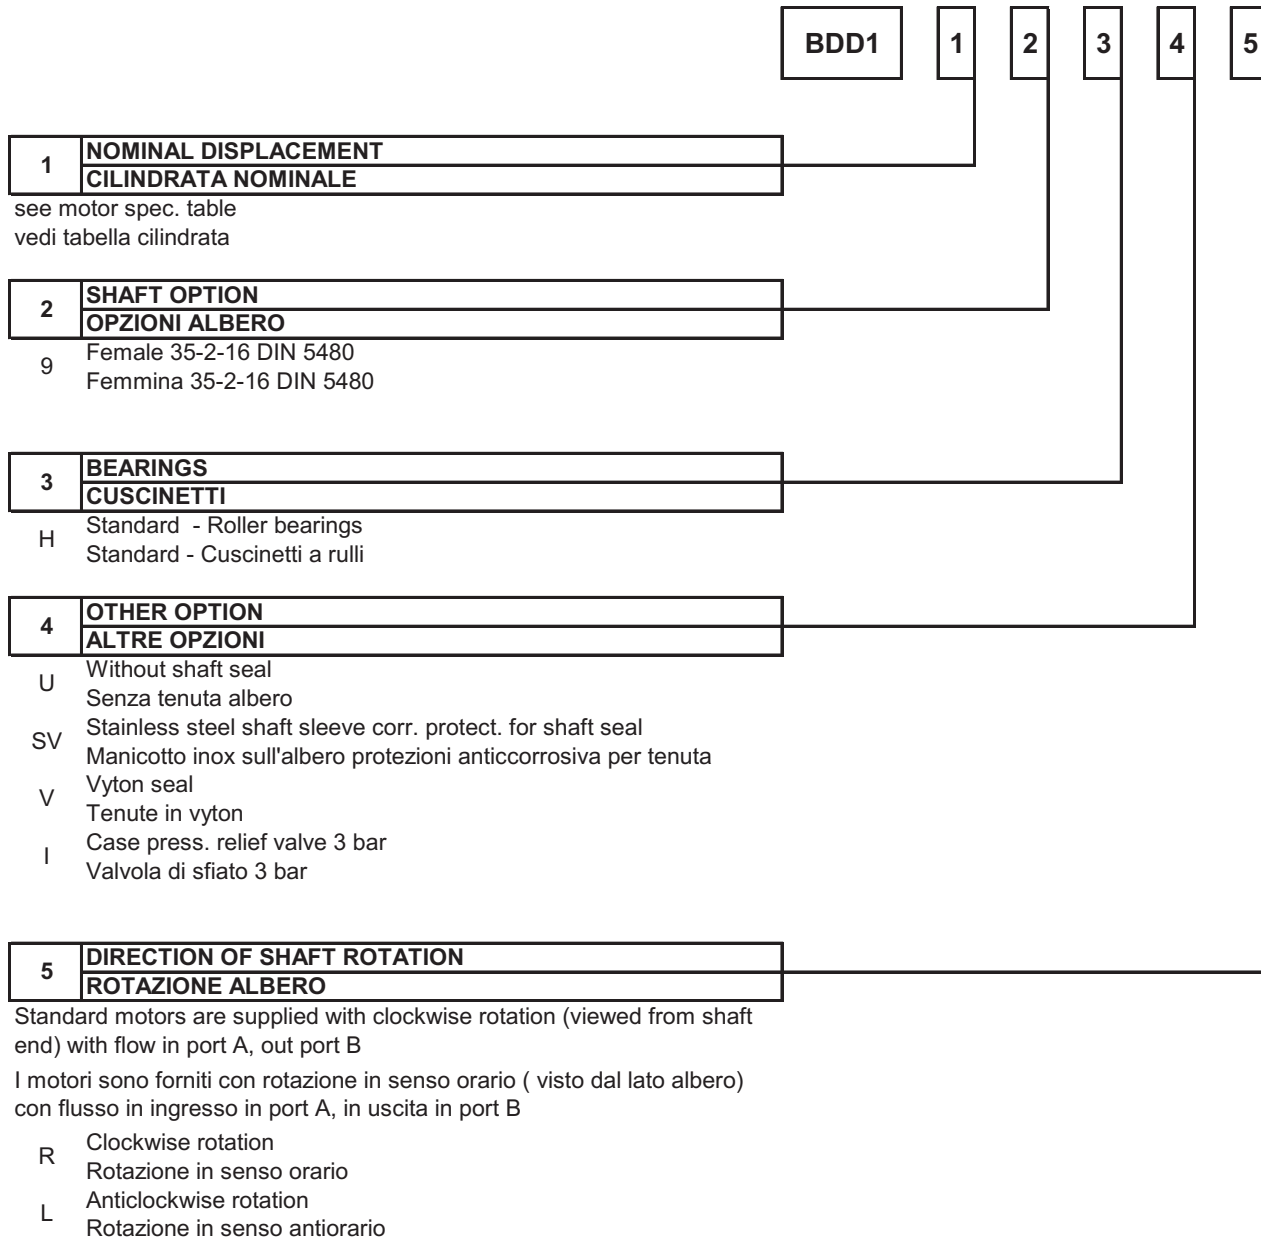 BDD1 1 2 3 4 5
1 NOMINAL DISPLACEMENT
CILINDRATA NOMINALE
see motor spec. table
vedi tabella cilindrata
2 SHAFT OPTION
OPZIONI ALBERO
9 Female 35-2-16 DIN 5480
Femmina 35-2-16 DIN 5480
3 BEARINGS
CUSCINETTI
H Standard - Roller bearings
Standard - Cuscinetti a rulli
4 OTHER OPTION
ALTRE OPZIONI
U Without shaft seal
Senza tenuta albero
SV Stainless steel shaft sleeve corr. protect. for shaft seal
Manicotto inox sull'albero protezioni anticcorrosiva per tenuta
V Vyton seal
Tenute in vyton
I Case press. relief valve 3 bar
Valvola di sfiato 3 bar
5 DIRECTION OF SHAFT ROTATION
ROTAZIONE ALBERO
Standard motors are supplied with clockwise rotation (viewed from shaft
end) with flow in port A, out port B
I motori sono forniti con rotazione in senso orario ( visto dal lato albero)
con flusso in ingresso in port A, in uscita in port B
R Clockwise rotation
Rotazione in senso orario
L Anticlockwise rotation
Rotazione in senso antiorario